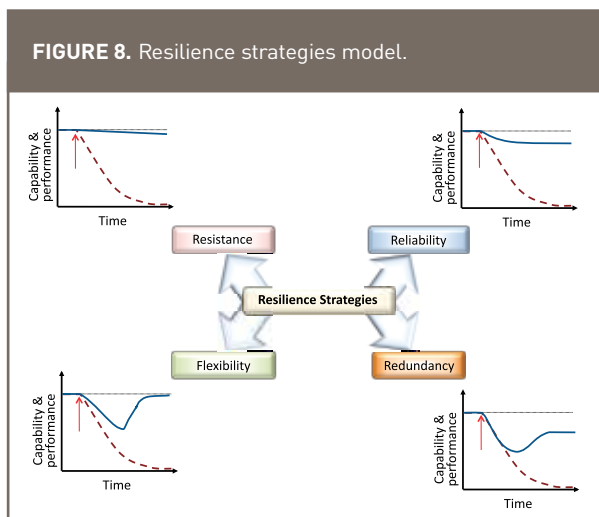 FIGURE 8. Resilience strategies model.
Capability &
performance
Time
Capability &
performance
Time
Resistance
Reliability
Resilience Strategies
Flexibility
Redundancy
Capability &
performance
Time
Capability &
performance
Time